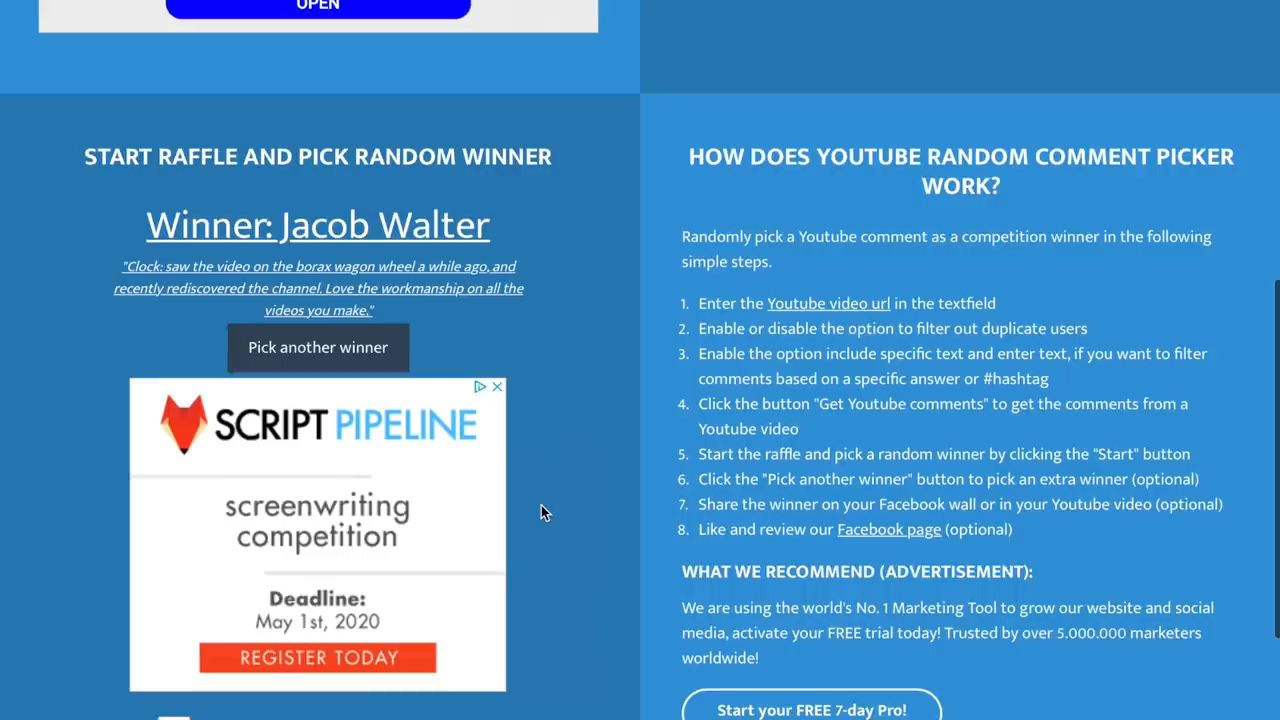 OPEN
START RAFFLE AND PICK RANDOM WINNER
Winner: Jacob Walter
"Clock: saw the video on the borax wagon wheel a while ago, and
recently rediscovered the channel. Love the workmanship on all the
videos you make."
Pick another winner
SCRIPT PIPELINE
screenwriting
competition
Deadline:
May 1st, 2020
REGISTER TODAY
HOW DOES YOUTUBE RANDOM COMMENT PICKER
WORK?
Randomly pick a Youtube comment as a competition winner in the following
simple steps.
1. Enter the Youtube video url in the textfield
2. Enable or disable the option to filter out duplicate users
3. Enable the option include specific text and enter text, if you want to filter
comments based on a specific answer or #hashtag
4. Click the button "Get Youtube comments" to get the comments from a
Youtube video
5. Start the raffle and pick a random winner by clicking the "Start" button
6. Click the "Pick another winner" button to pick an extra winner (optional)
7. Share the winner on your Facebook wall or in your Youtube video (optional)
8. Like and review our Facebook page (optional)
WHAT WE RECOMMEND (ADVERTISEMENT):
We are using the world's No. 1 Marketing Tool to grow our website and social
media, activate your FREE trial today! Trusted by over 5.000.000 marketers
worldwide!
Start your FREE 7-day Pro!